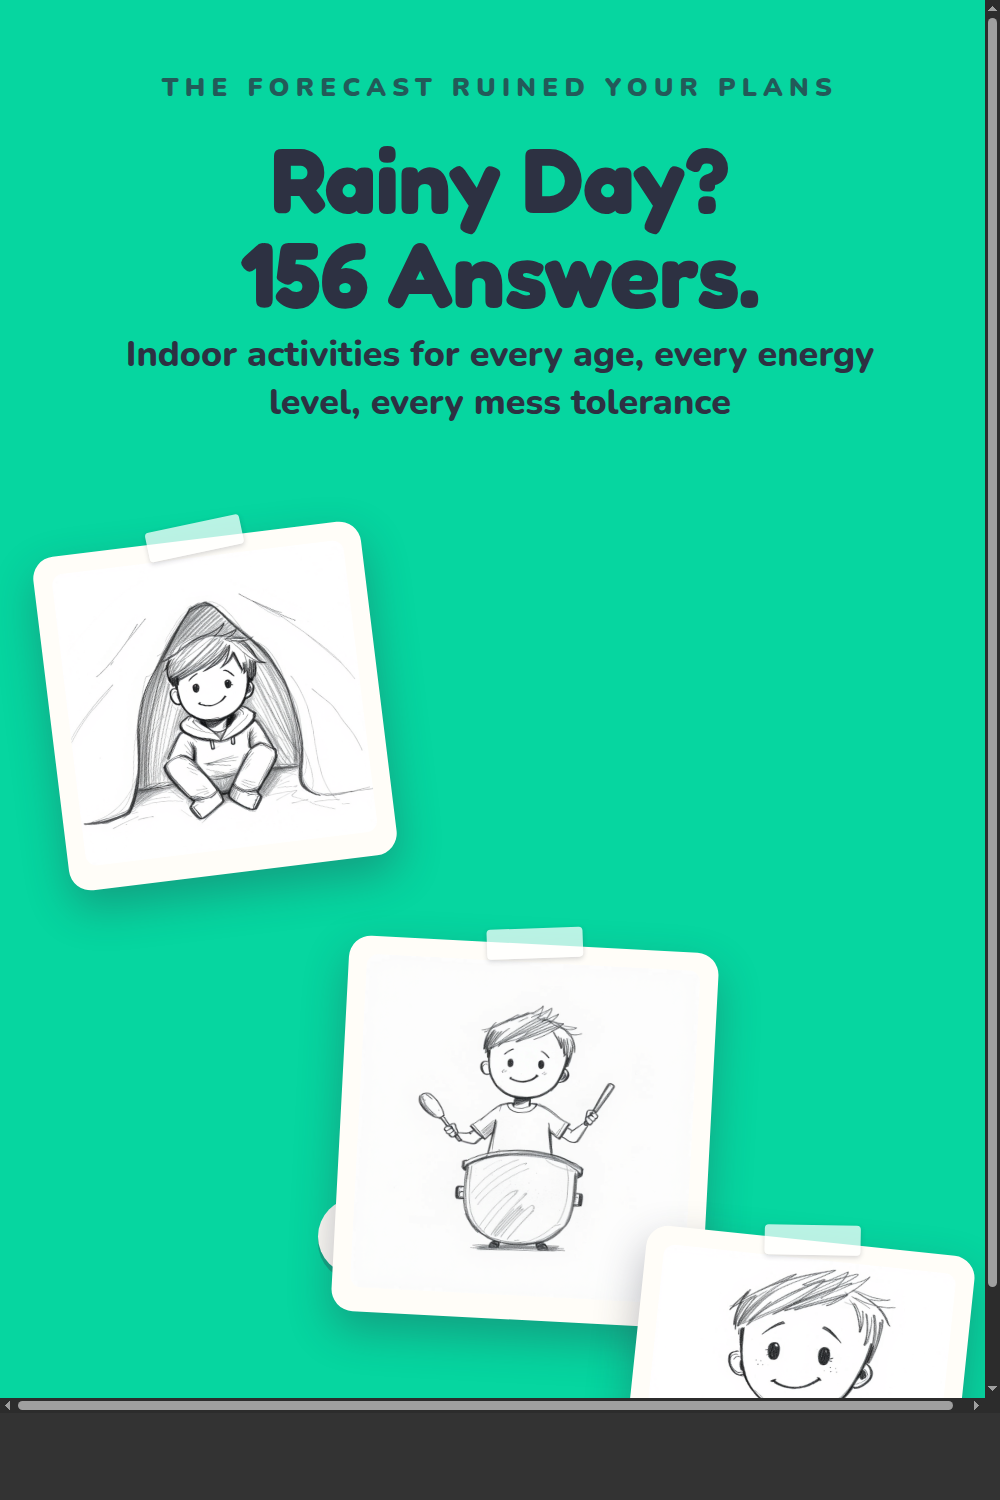 THE FORECAST RUINED YOUR PLANS
Rainy Day?
156 Answers.
Indoor activities for every age, every energy
level, every mess tolerance